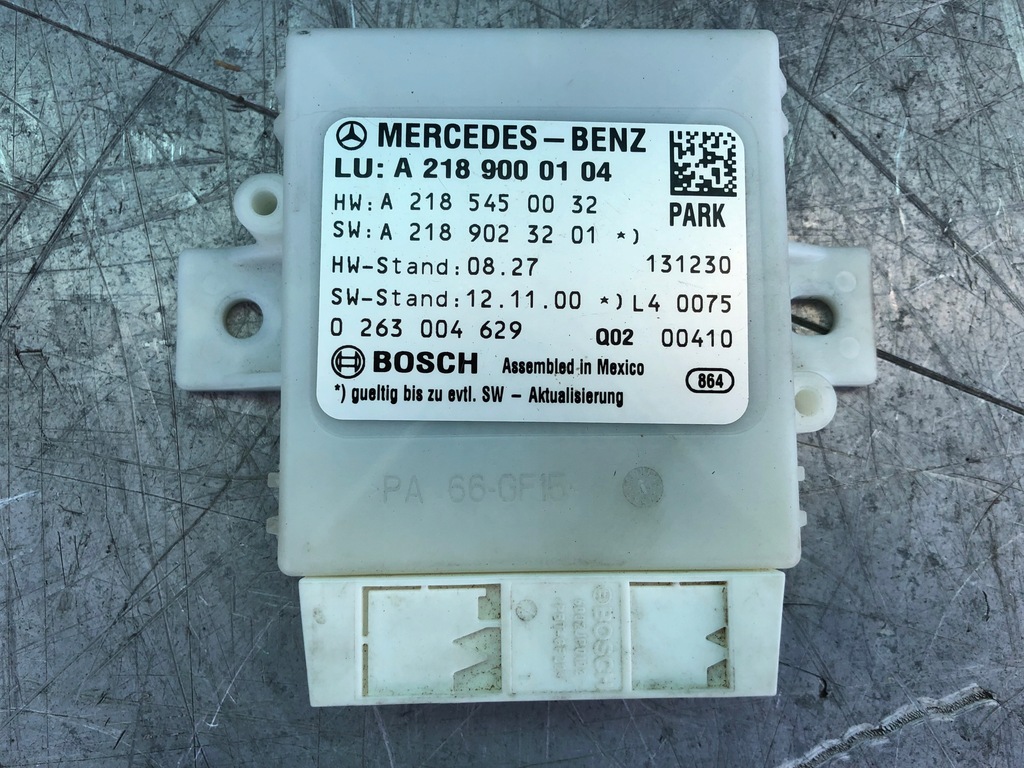 MERCEDES-BENZ
LU: A 218 900 01 04
HW: A 218 545 00 32
PARK
SW: A 218 902 32 01 *)
HW-Stand: 08.27 131230
SW-Stand: 12.11.00 *) L4 0075
0 263 004 629 Q02 00410
BOSCH Assembled in Mexico
864
*) gueltig bis zu evtl. SW - Aktualisierung
PA 66-GF15
BOSCH